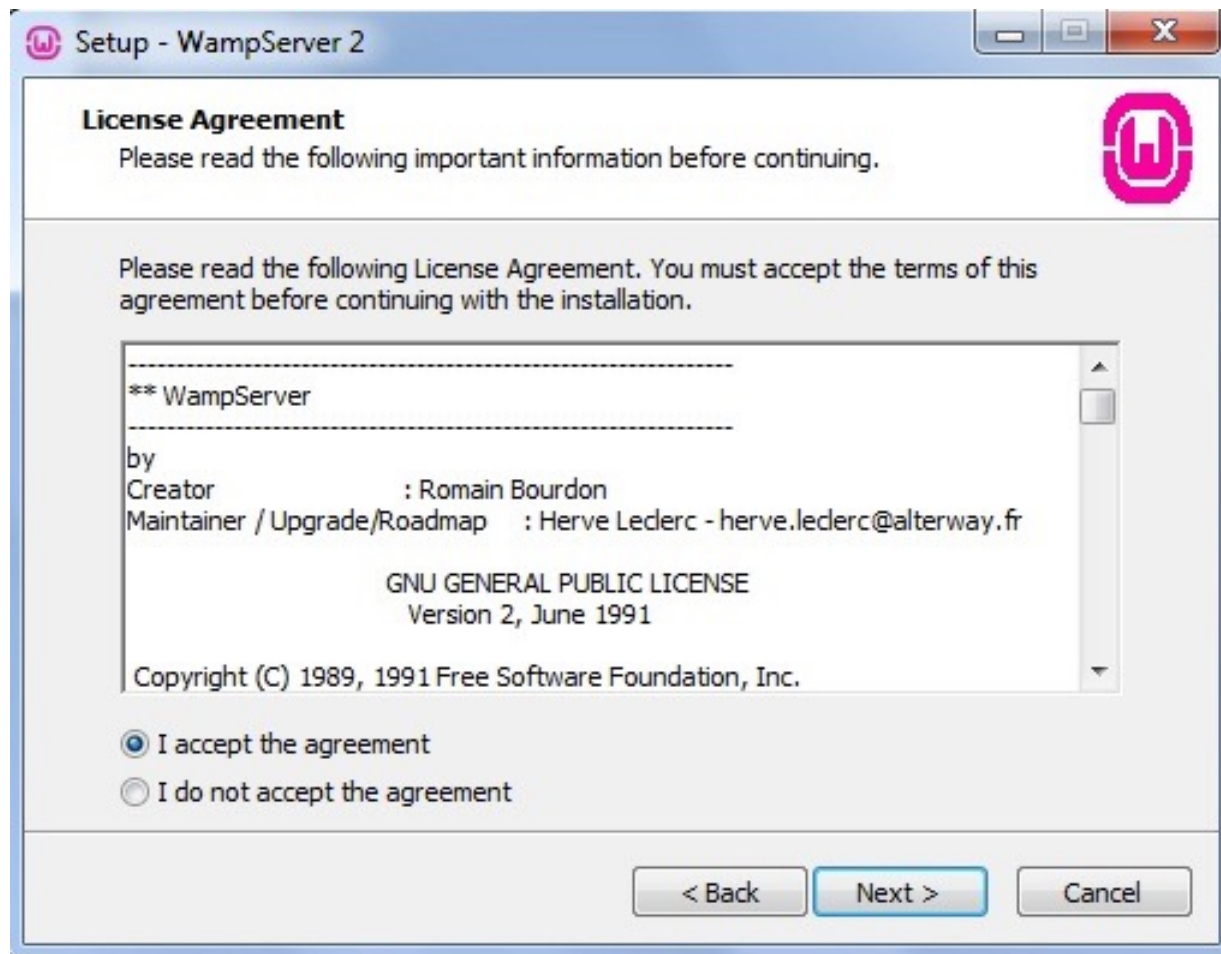 Setup - WampServer 2
License Agreement
Please read the following important information before continuing.
Please read the following License Agreement. You must accept the terms of this
agreement before continuing with the installation.
------------------------------------------------------------
** WampServer
------------------------------------------------------------
by
Creator : Romain Bourdon
Maintainer / Upgrade/Roadmap : Herve Leclerc - herve.leclerc@alterway.fr
GNU GENERAL PUBLIC LICENSE
Version 2, June 1991
Copyright (C) 1989, 1991 Free Software Foundation, Inc.
I accept the agreement
I do not accept the agreement
< Back Next > Cancel